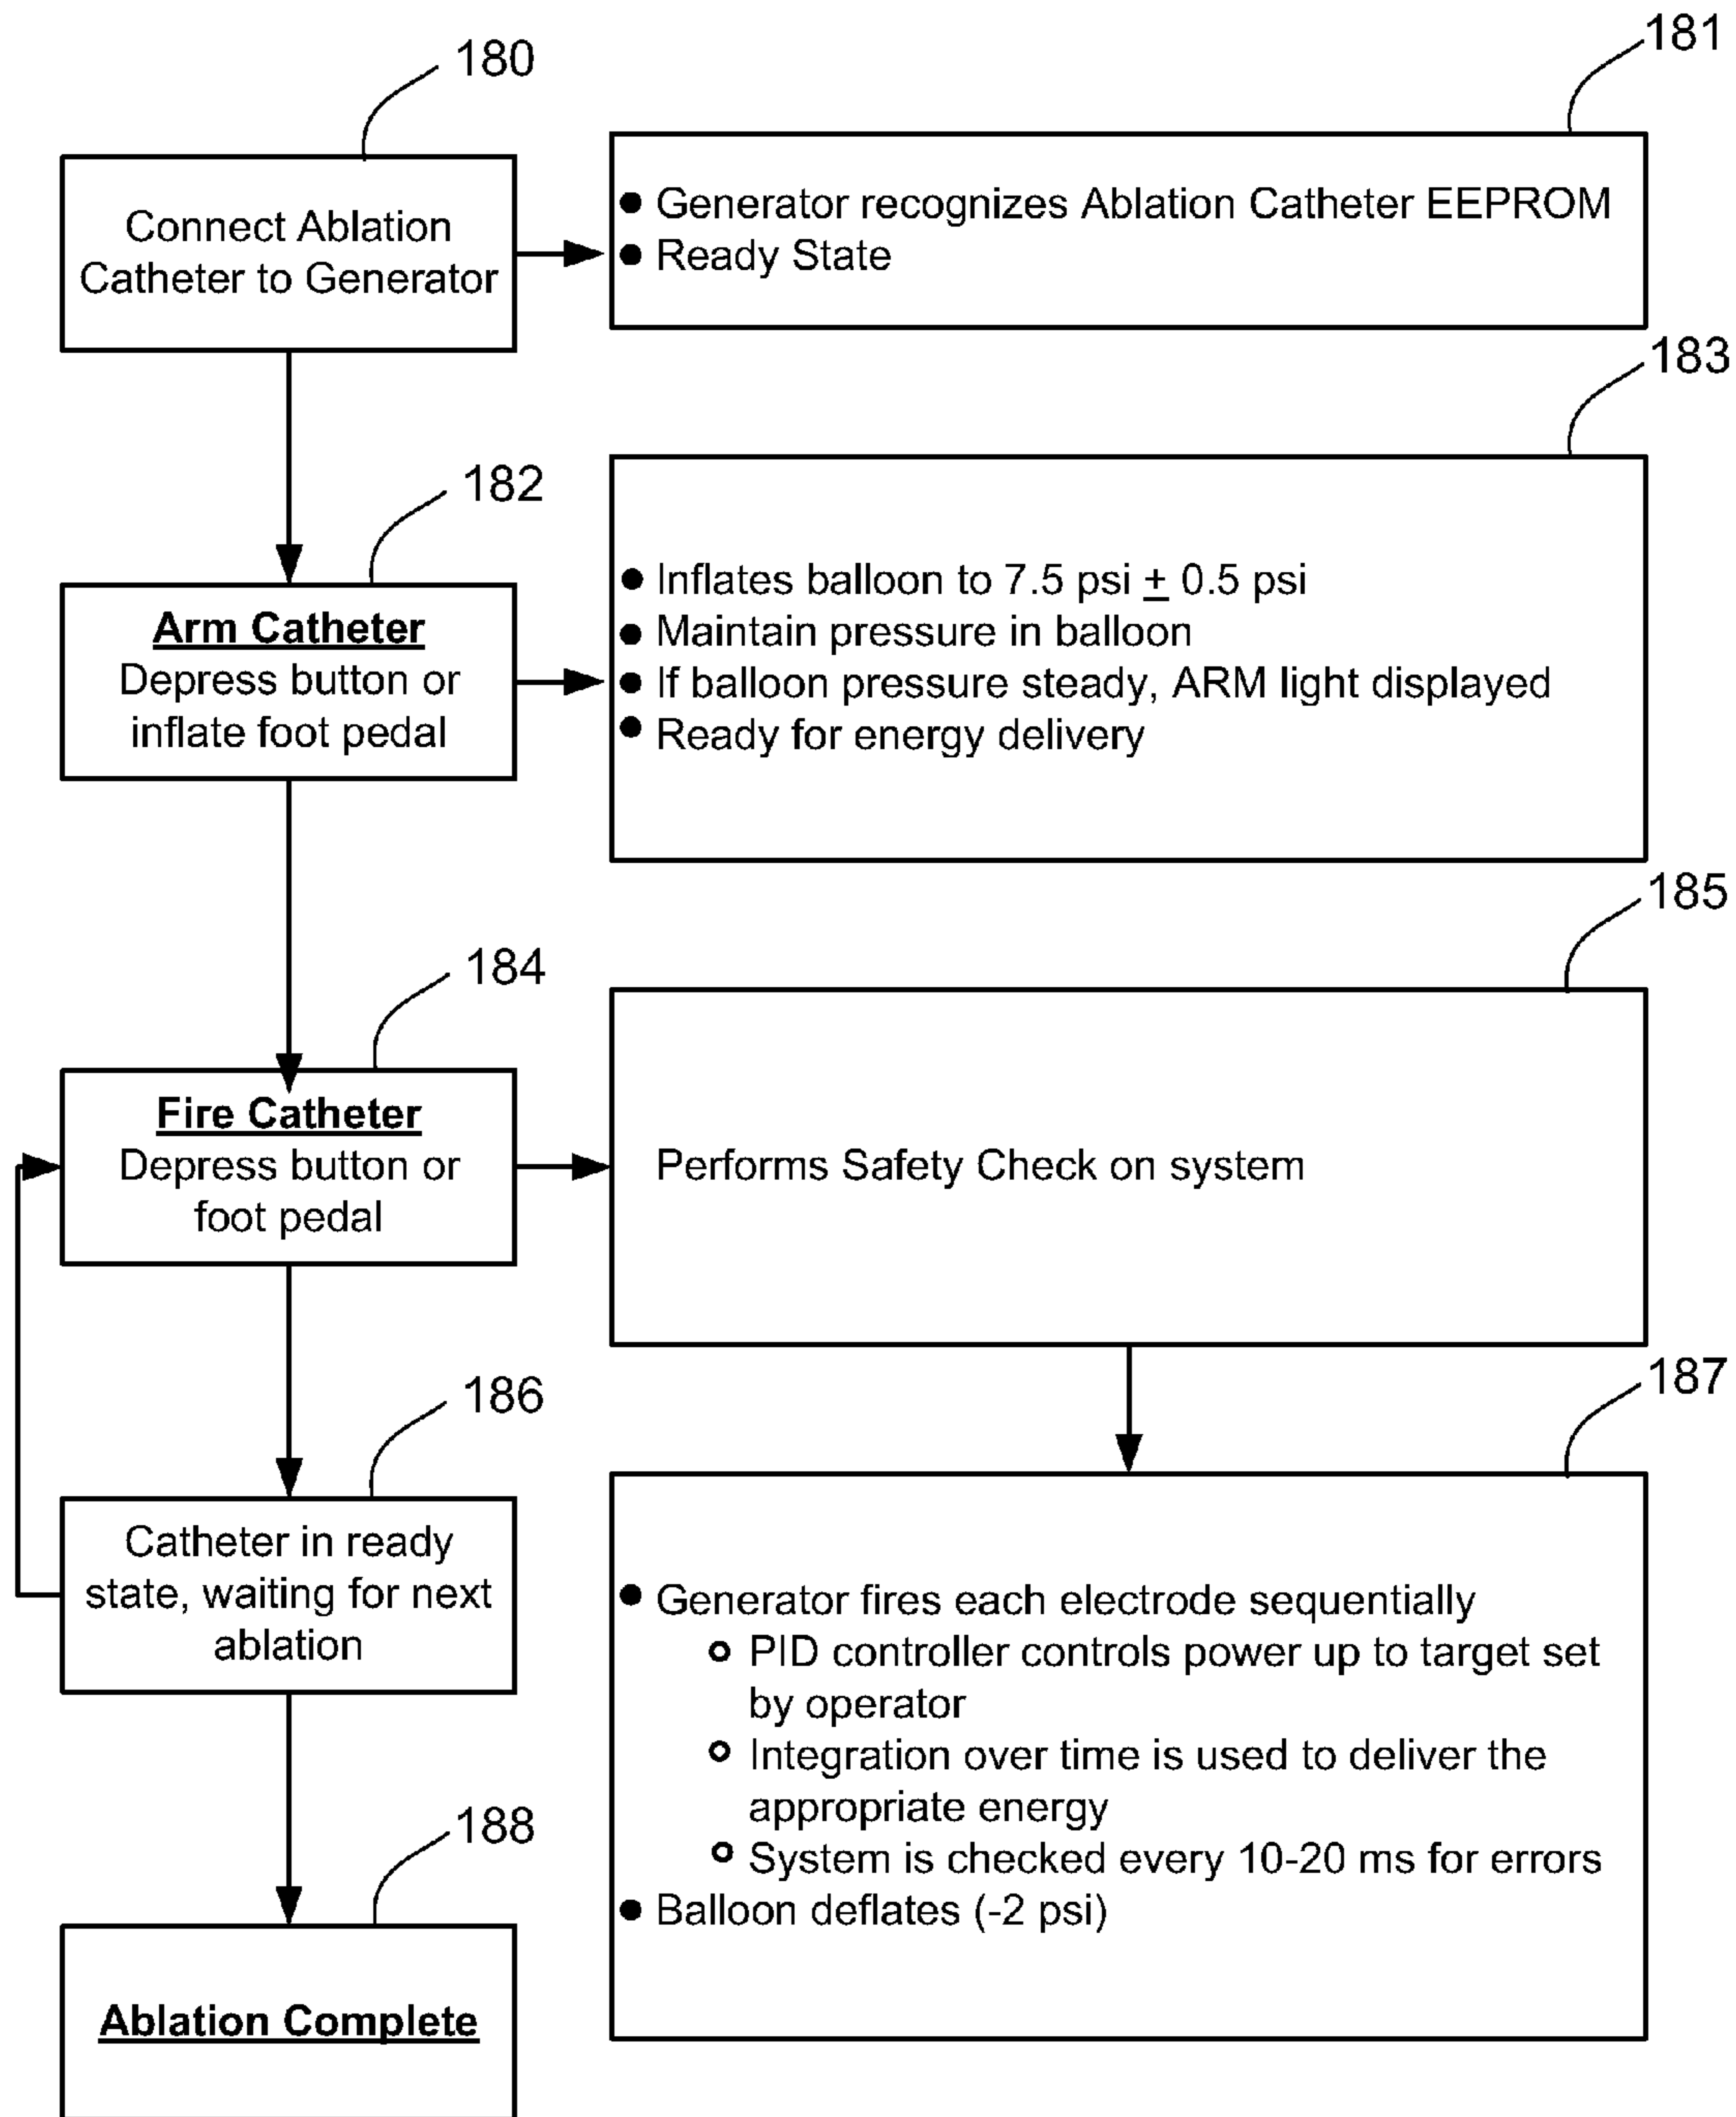 180
181
Connect Ablation
Catheter to Generator
● Generator recognizes Ablation Catheter EEPROM
● Ready State
182
183
Arm Catheter
Depress button or
inflate foot pedal
● Inflates balloon to 7.5 psi ± 0.5 psi
● Maintain pressure in balloon
● If balloon pressure steady, ARM light displayed
● Ready for energy delivery
184
185
Fire Catheter
Depress button or
foot pedal
Performs Safety Check on system
186
187
Catheter in ready
state, waiting for next
ablation
● Generator fires each electrode sequentially
○ PID controller controls power up to target set
by operator
○ Integration over time is used to deliver the
appropriate energy
○ System is checked every 10-20 ms for errors
● Balloon deflates (-2 psi)
188
Ablation Complete